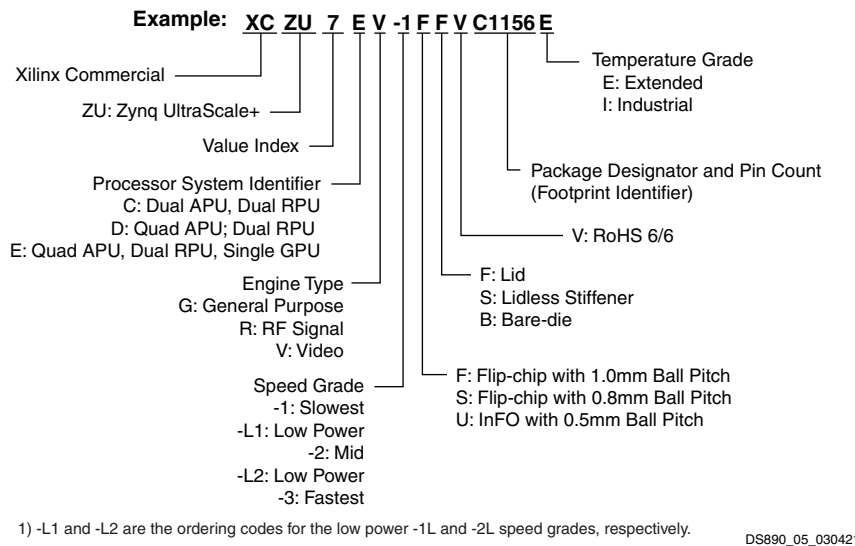 Example: XC ZU 7 E V -1 F F V C1156 E
Xilinx Commercial
ZU: Zynq UltraScale+
Value Index
Processor System Identifier
C: Dual APU, Dual RPU
D: Quad APU; Dual RPU
E: Quad APU, Dual RPU, Single GPU
Engine Type
G: General Purpose
R: RF Signal
V: Video
Speed Grade
-1: Slowest
-L1: Low Power
-2: Mid
-L2: Low Power
-3: Fastest
Temperature Grade
E: Extended
I: Industrial
Package Designator and Pin Count
(Footprint Identifier)
V: RoHS 6/6
F: Lid
S: Lidless Stiffener
B: Bare-die
F: Flip-chip with 1.0mm Ball Pitch
S: Flip-chip with 0.8mm Ball Pitch
U: InFO with 0.5mm Ball Pitch
1) -L1 and -L2 are the ordering codes for the low power -1L and -2L speed grades, respectively.
DS890_05_030421